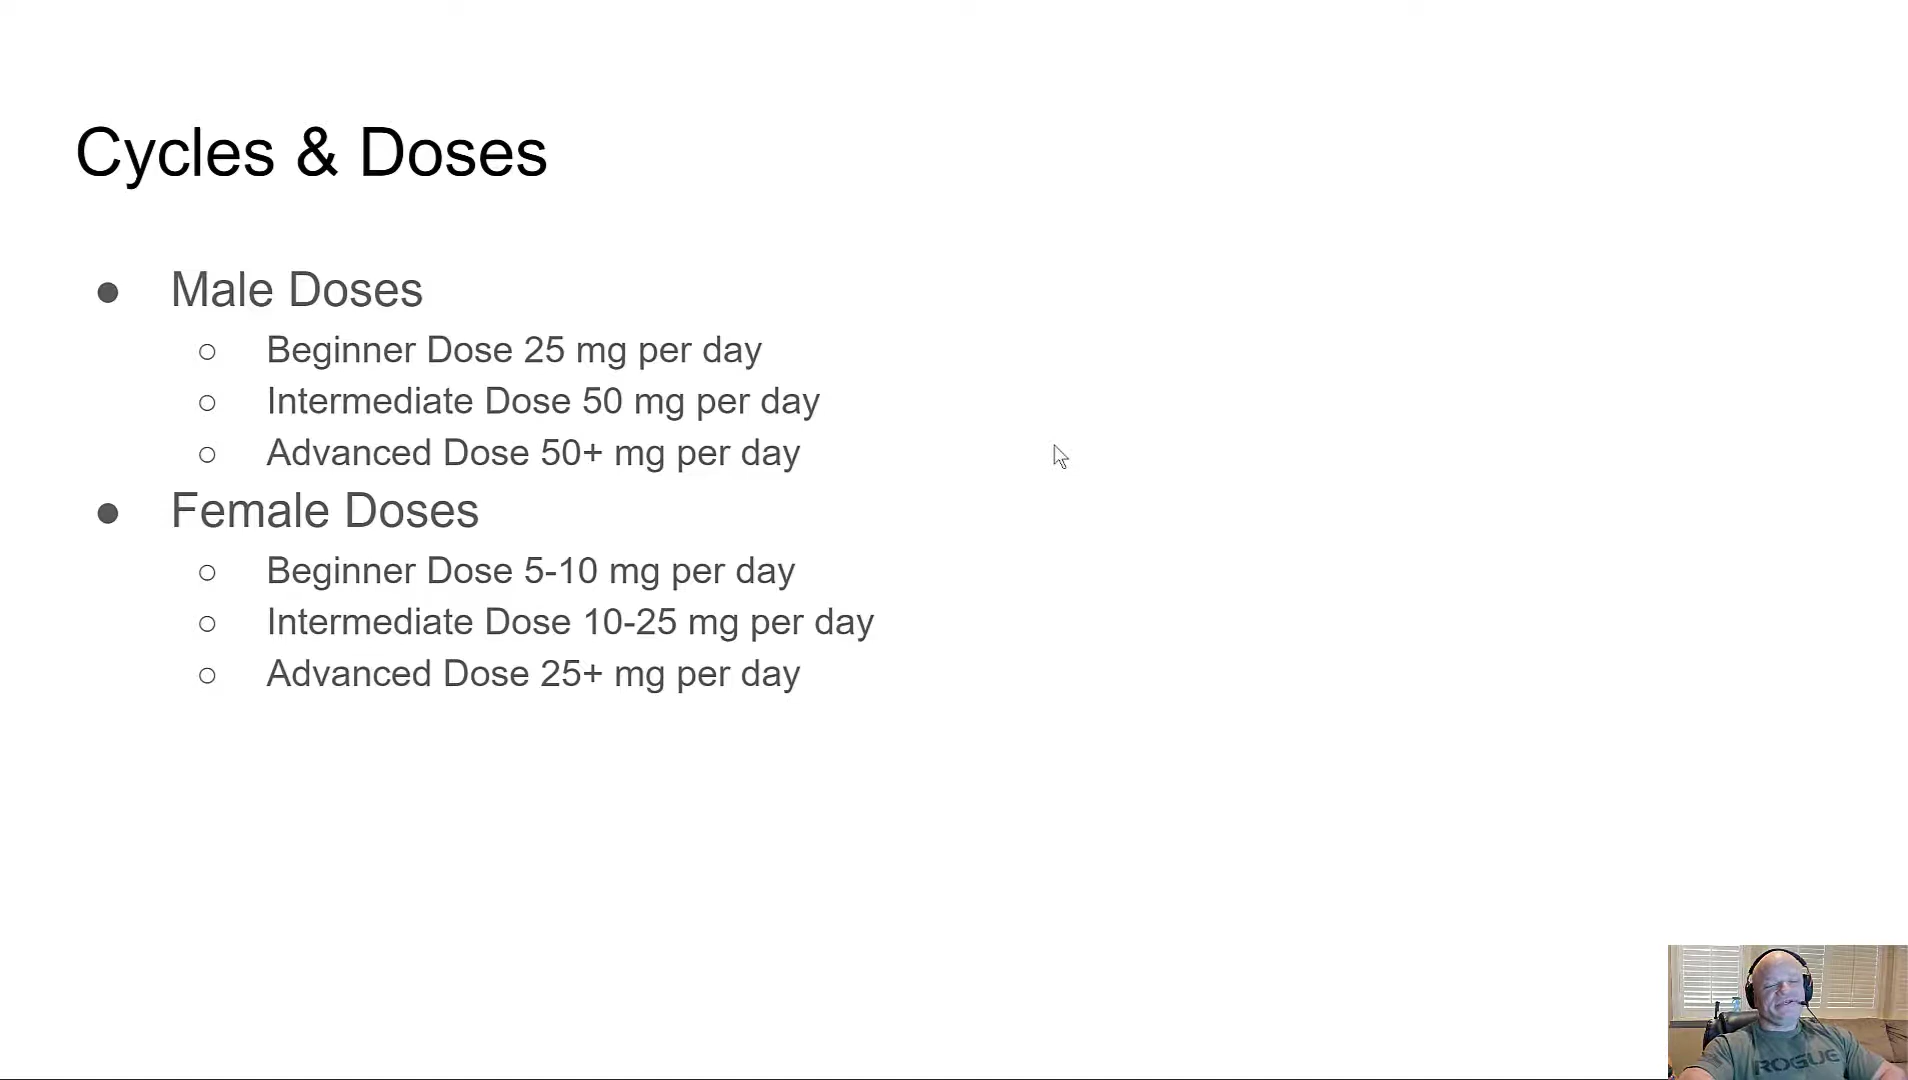 Cycles & Doses
● Male Doses
○ Beginner Dose 25 mg per day
○ Intermediate Dose 50 mg per day
○ Advanced Dose 50+ mg per day
● Female Doses
○ Beginner Dose 5-10 mg per day
○ Intermediate Dose 10-25 mg per day
○ Advanced Dose 25+ mg per day
ROGUE